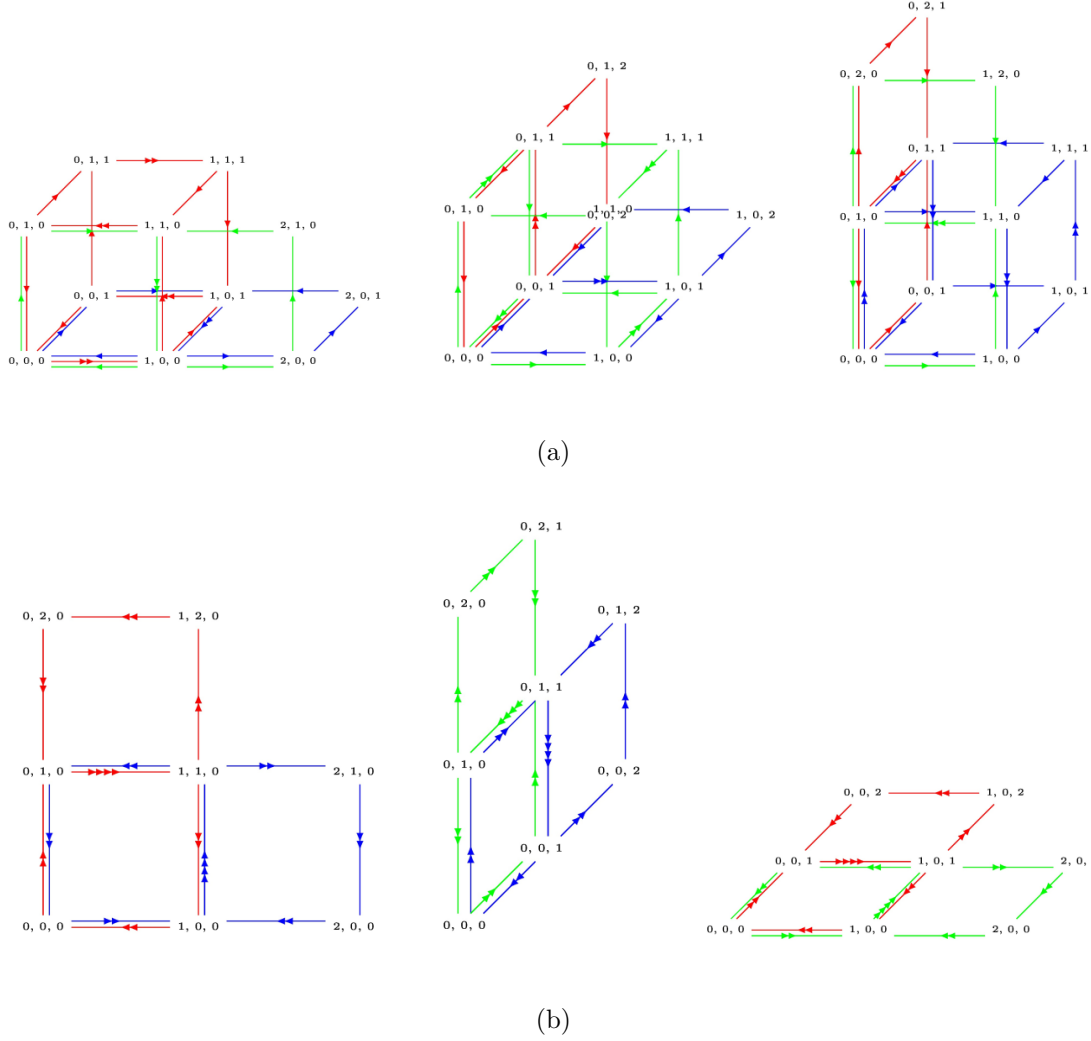 0, 2, 1
0, 1, 2
0, 2, 0 1, 2, 0
0, 1, 1 1, 1, 1
0, 1, 1 1, 1, 1
0, 1, 1 1, 1, 1
0, 1, 0 1, 1, 0 2, 1, 0
0, 1, 0 1, 1, 0 0, 0, 2 1, 0, 2
0, 1, 0 1, 1, 0
0, 0, 1 1, 0, 1 2, 0, 1
0, 0, 1 1, 0, 1
0, 0, 1 1, 0, 1
0, 0, 0 1, 0, 0 2, 0, 0
0, 0, 0 1, 0, 0
0, 0, 0 1, 0, 0
(a)
0, 2, 1
0, 2, 0 1, 2, 0
0, 2, 0 0, 1, 2
0, 1, 1
0, 1, 0 1, 1, 0 2, 1, 0
0, 1, 0 0, 0, 2
0, 0, 2 1, 0, 2
0, 0, 1
0, 0, 1 1, 0, 1 2, 0,
0, 0, 0 1, 0, 0 2, 0, 0
0, 0, 0
0, 0, 0 1, 0, 0 2, 0, 0
(b)